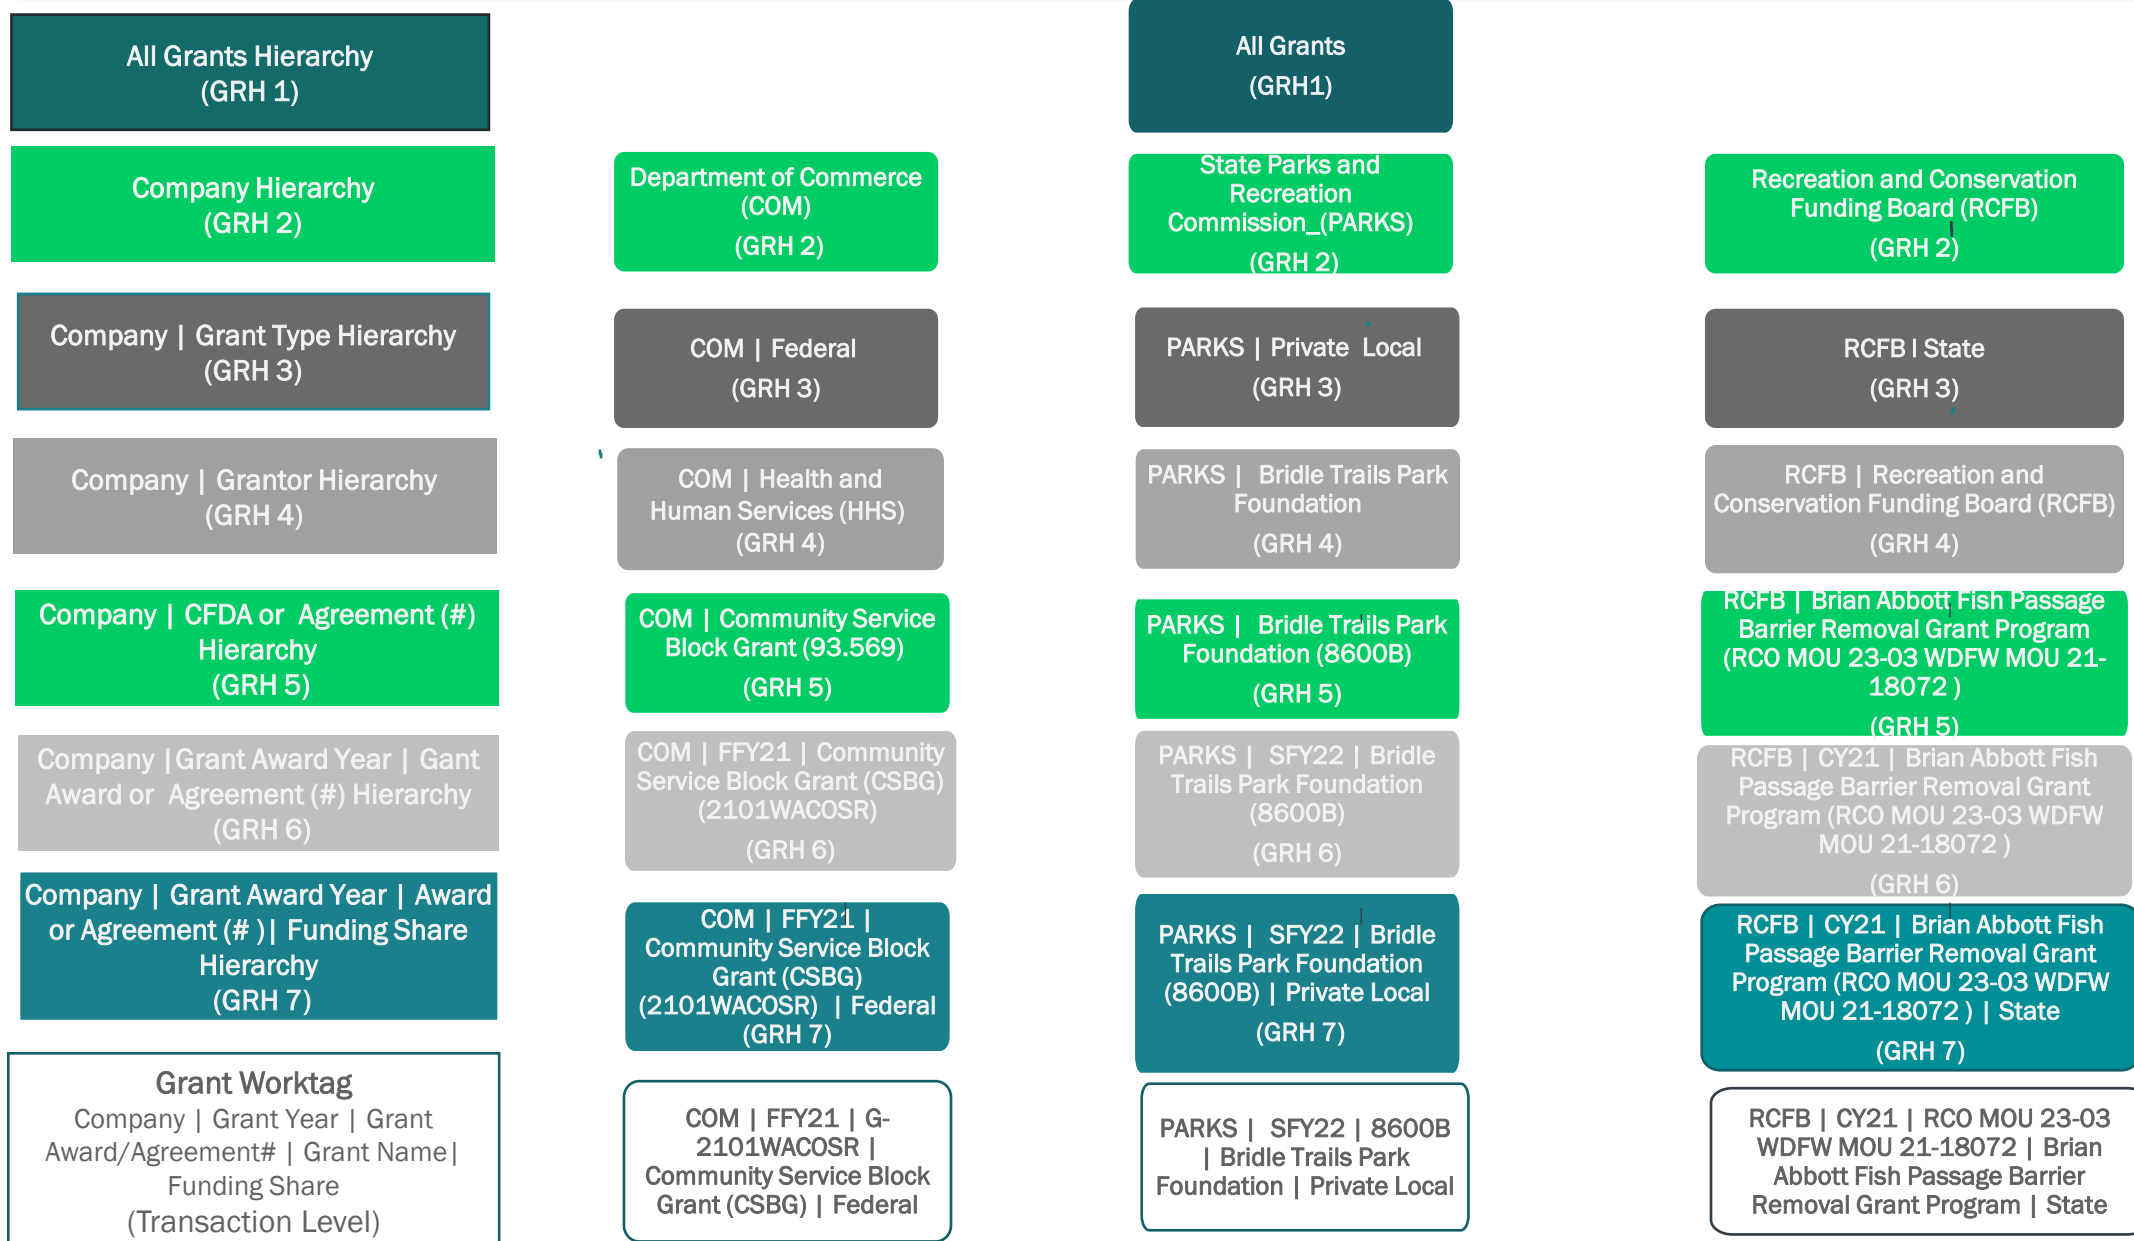 All Grants Hierarchy
(GRH 1)
All Grants
(GRH1)
Company Hierarchy
(GRH 2)
Department of Commerce
(COM)
(GRH 2)
State Parks and
Recreation
Commission_(PARKS)
(GRH 2)
Recreation and Conservation
Funding Board (RCFB)
(GRH 2)
Company | Grant Type Hierarchy
(GRH 3)
COM | Federal
(GRH 3)
PARKS | Private  Local
(GRH 3)
RCFB I State
(GRH 3)
Company | Grantor Hierarchy
(GRH 4)
COM | Health and
Human Services (HHS)
(GRH 4)
PARKS |  Bridle Trails Park
Foundation
(GRH 4)
RCFB | Recreation and
Conservation Funding Board (RCFB)
(GRH 4)
Company | CFDA or  Agreement (#)
Hierarchy
(GRH 5)
COM | Community Service
Block Grant (93.569)
(GRH 5)
PARKS |  Bridle Trails Park
Foundation (8600B)
(GRH 5)
RCFB | Brian Abbott Fish Passage
Barrier Removal Grant Program
(RCO MOU 23-03 WDFW MOU 21-
18072 )
(GRH 5)
Company |Grant Award Year | Gant
Award or  Agreement (#) Hierarchy
(GRH 6)
COM | FFY21 | Community
Service Block Grant (CSBG)
(2101WACOSR)
(GRH 6)
PARKS |  SFY22 | Bridle
Trails Park Foundation
(8600B)
(GRH 6)
RCFB | CY21 | Brian Abbott Fish
Passage Barrier Removal Grant
Program (RCO MOU 23-03 WDFW
MOU 21-18072 )
(GRH 6)
Company | Grant Award Year | Award
or Agreement (# )| Funding Share
Hierarchy
(GRH 7)
COM | FFY21 |
Community Service Block
Grant (CSBG)
(2101WACOSR)  | Federal
(GRH 7)
PARKS |  SFY22 | Bridle
Trails Park Foundation
(8600B) | Private Local
(GRH 7)
RCFB | CY21 | Brian Abbott Fish
Passage Barrier Removal Grant
Program (RCO MOU 23-03 WDFW
MOU 21-18072 ) | State
(GRH 7)
Grant Worktag
Company | Grant Year | Grant
Award/Agreement# | Grant Name|
Funding Share
(Transaction Level)
COM | FFY21 | G-
2101WACOSR |
Community Service Block
Grant (CSBG) | Federal
PARKS |  SFY22 | 8600B
| Bridle Trails Park
Foundation | Private Local
RCFB | CY21 | RCO MOU 23-03
WDFW MOU 21-18072 | Brian
Abbott Fish Passage Barrier
Removal Grant Program | State